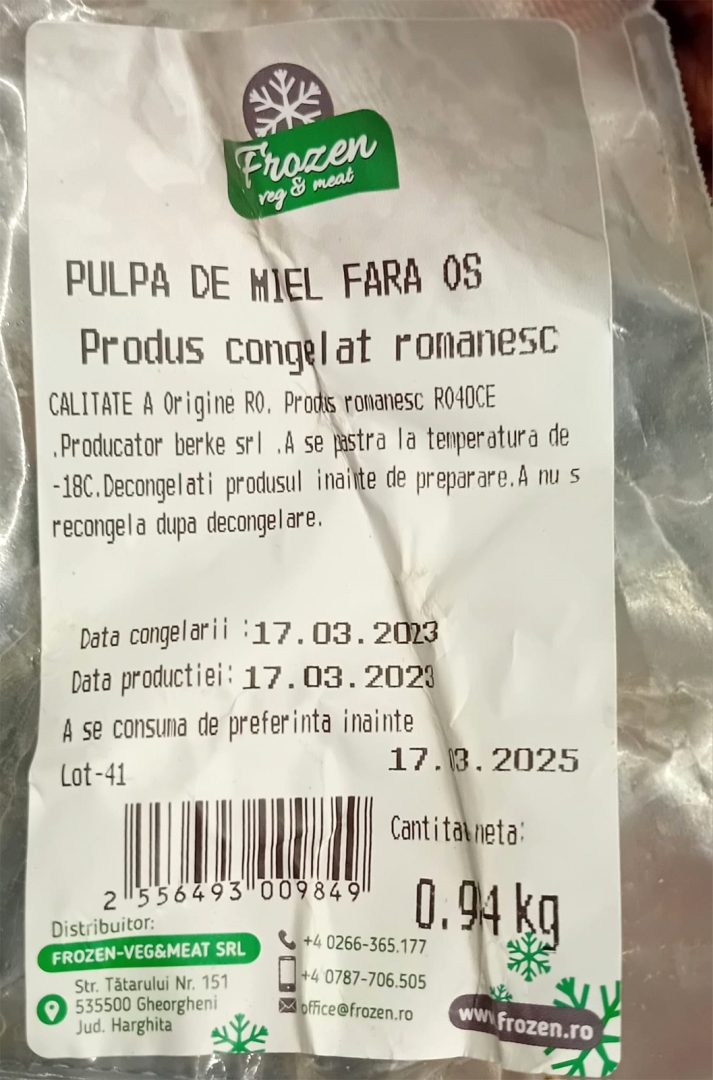 Frozen
veg & meat
PULPA DE MIEL FARA OS
Produs congelat romanesc
CALITATE A Origine RO. Produs romanesc RO40CE
.Producator berke srl .A se pastra la temperatura de
-18C.Decongelati produsul inainte de preparare.A nu s
recongela dupa decongelare.
Data congelarii :17.03.2023
Data productiei: 17.03.2023
A se consuma de preferinta inainte
17.03.2025
Lot-41
Cantitate neta:
2 556493 009849
0.94 kg
Distribuitor:
FROZEN-VEG&MEAT SRL
Str. Tătarului Nr. 151
535500 Gheorgheni
Jud. Harghita
+4 0266-365.177
+4 0787-706.505
office@frozen.ro
www.frozen.ro